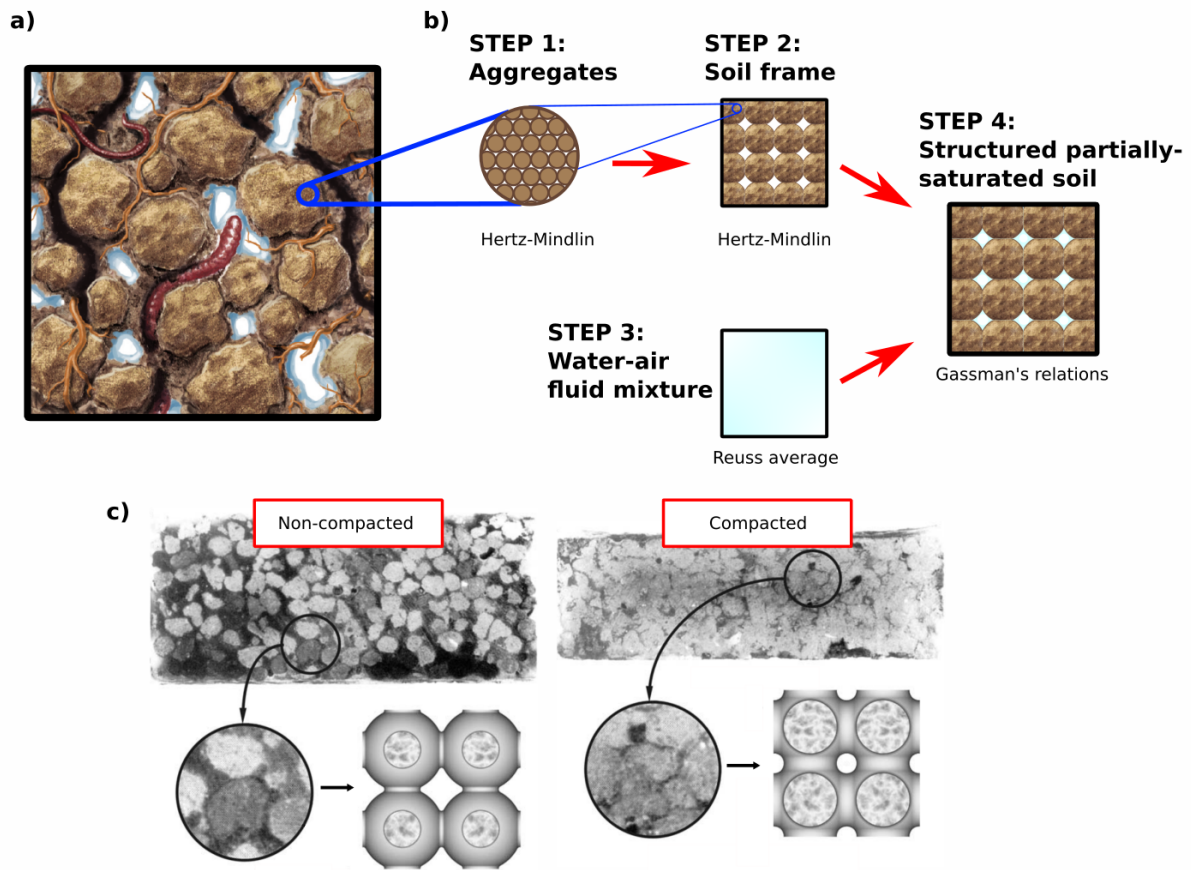 a)
b)
STEP 1:
Aggregates
STEP 2:
Soil frame
STEP 4:
Structured partially-
saturated soil
Hertz-Mindlin
Hertz-Mindlin
STEP 3:
Water-air
fluid mixture
Gassman's relations
Reuss average
c)
Non-compacted
Compacted